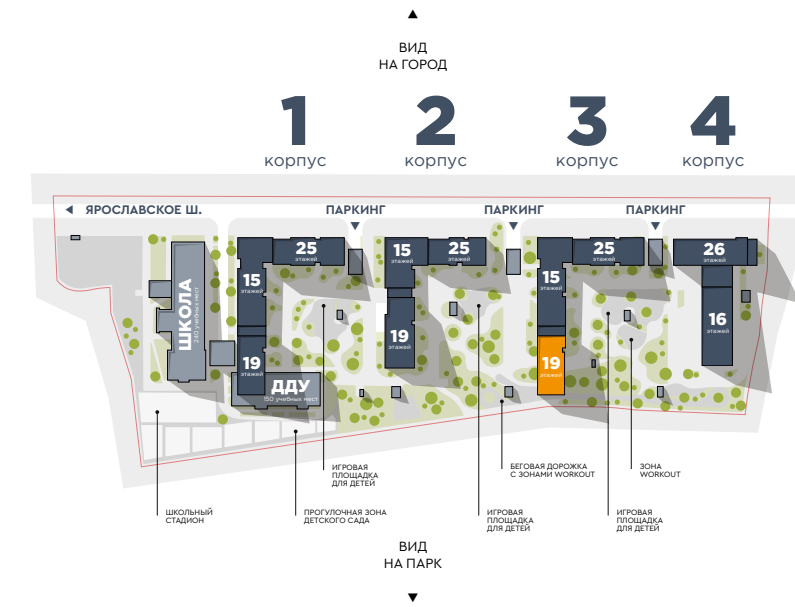 ВИД
НА ГОРОД
1
корпус
2
корпус
3
корпус
4
корпус
ЯРОСЛАВСКОЕ Ш.
ПАРКИНГ
ПАРКИНГ
ПАРКИНГ
25
этажей
15
этажей
25
этажей
25
этажей
26
этажей
15
этажей
15
этажей
ШКОЛА
250 учебных мест
16
этажей
19
этажей
19
этажей
19
этажей
ДДУ
150 учебных мест
ИГРОВАЯ
ПЛОЩАДКА
ДЛЯ ДЕТЕЙ
БЕГОВАЯ ДОРОЖКА
С ЗОНАМИ WORKOUT
ЗОНА
WORKOUT
ШКОЛЬНЫЙ
СТАДИОН
ПРОГУЛОЧНАЯ ЗОНА
ДЕТСКОГО САДА
ИГРОВАЯ
ПЛОЩАДКА
ДЛЯ ДЕТЕЙ
ИГРОВАЯ
ПЛОЩАДКА
ДЛЯ ДЕТЕЙ
ВИД
НА ПАРК